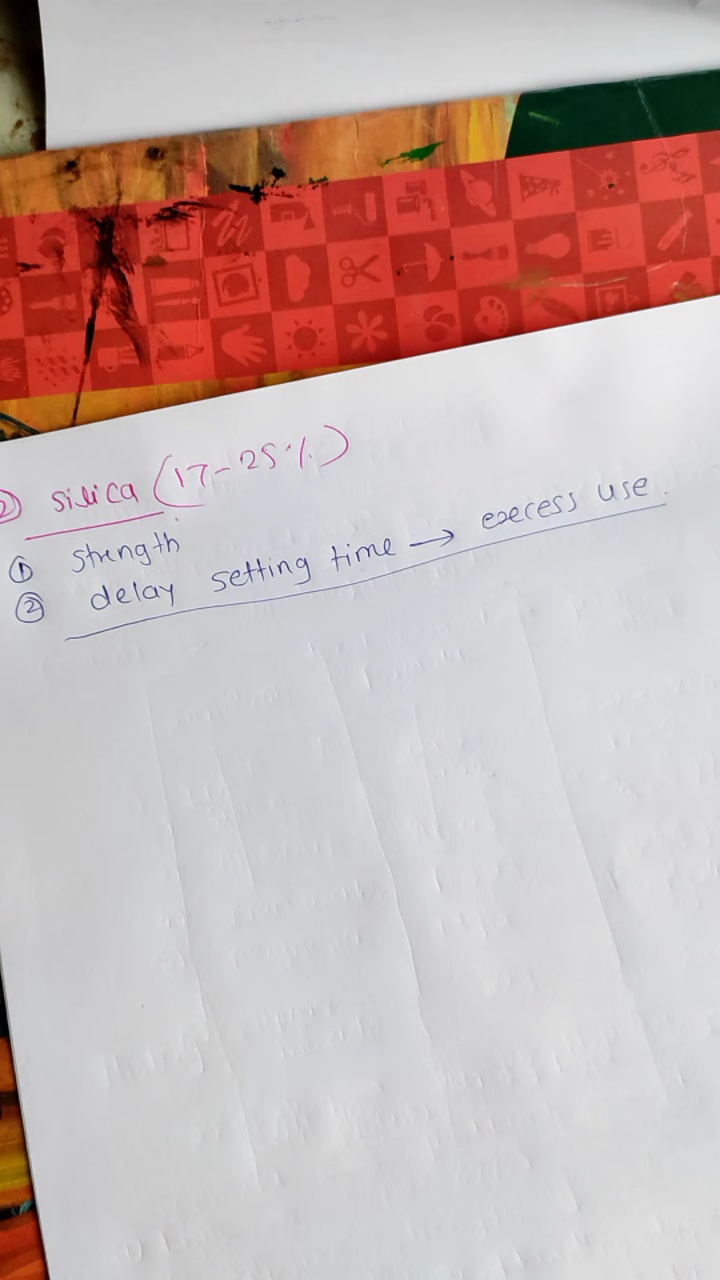 ② silica (17-25%)
① strength
② delay setting time → execess use.